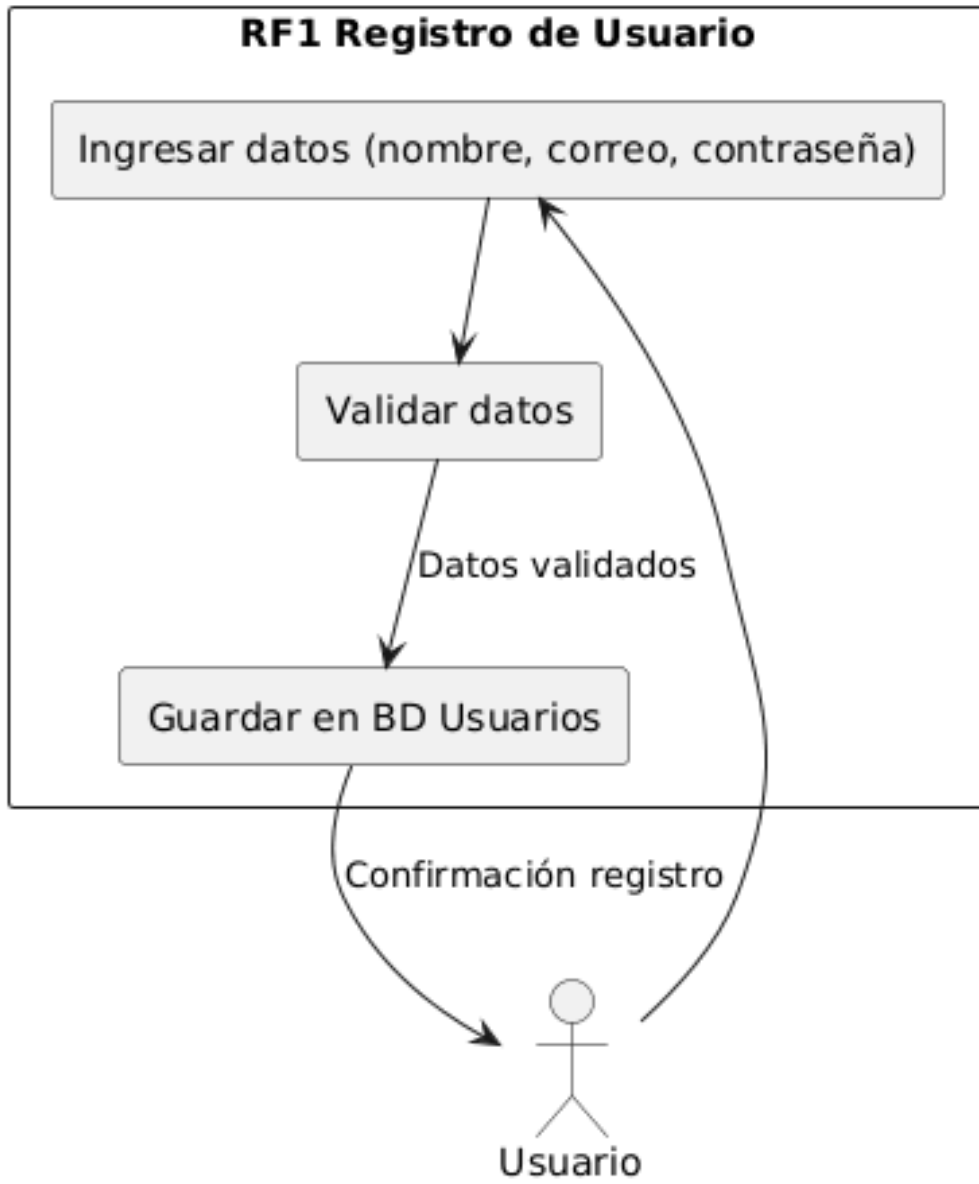 RF1 Registro de Usuario
Ingresar datos (nombre, correo, contraseña)
Validar datos
Datos validados
Guardar en BD Usuarios
Confirmación registro
Usuario